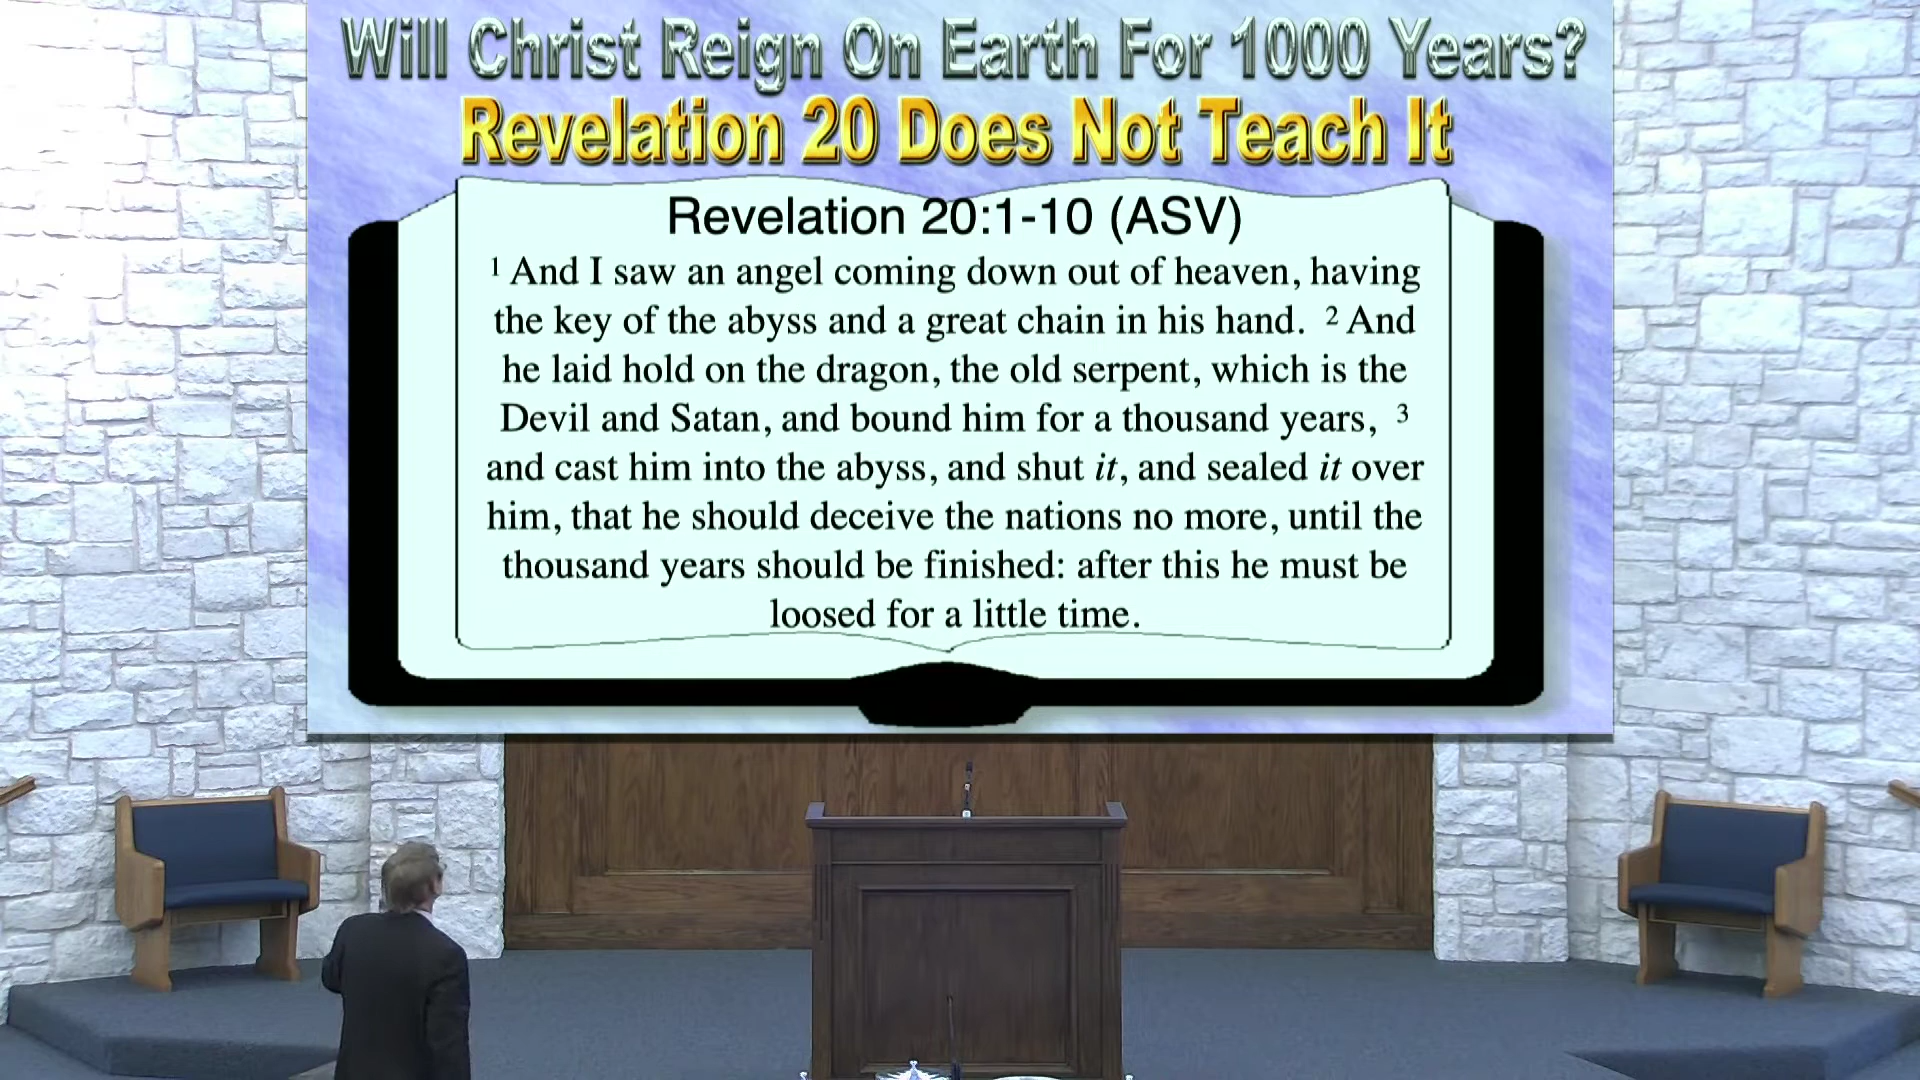 Will Christ Reign On Earth For 1000 Years?
Revelation 20 Does Not Teach It
Revelation 20:1-10 (ASV)
1 And I saw an angel coming down out of heaven, having
the key of the abyss and a great chain in his hand. 2 And
he laid hold on the dragon, the old serpent, which is the
Devil and Satan, and bound him for a thousand years, 3
and cast him into the abyss, and shut it, and sealed it over
him, that he should deceive the nations no more, until the
thousand years should be finished: after this he must be
loosed for a little time.